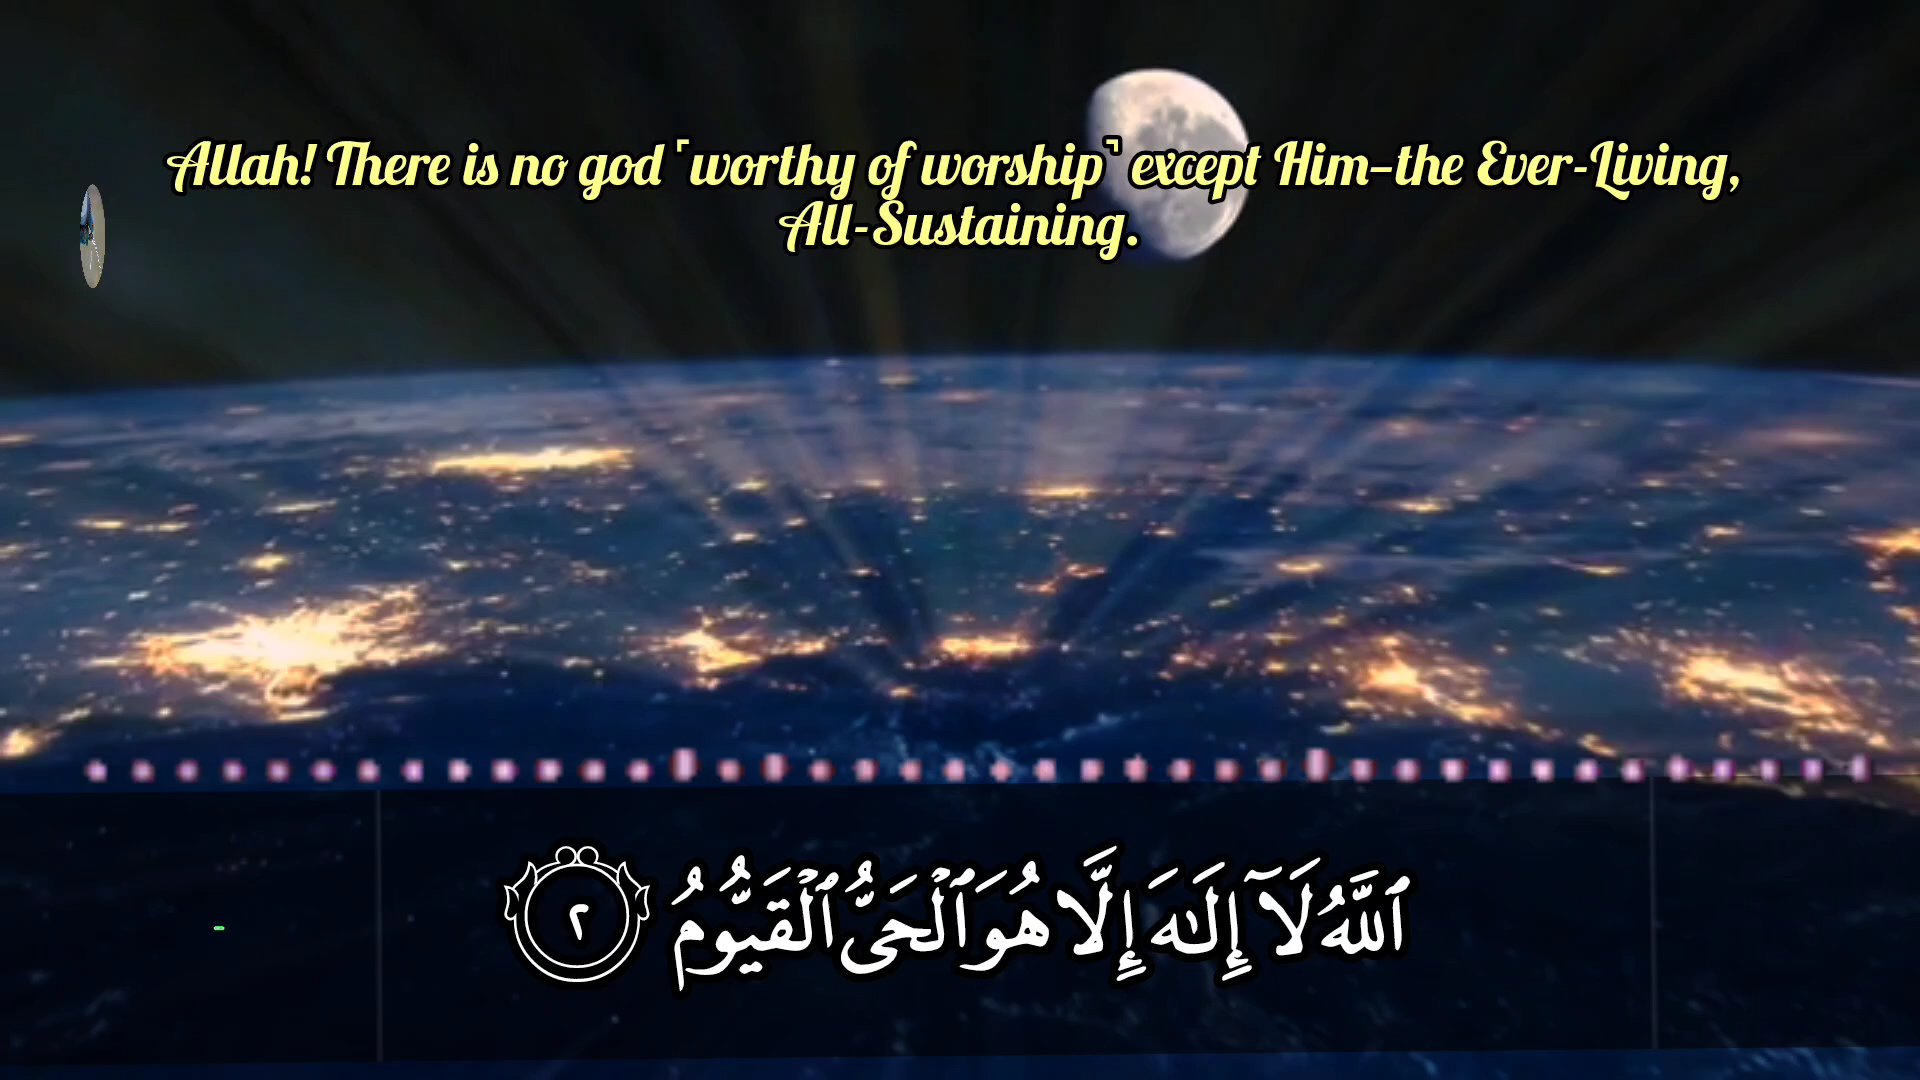 Allah! There is no god ˹worthy of worship˺ except Him—the Ever-Living,
All-Sustaining.
ٱللَّهُ لَآ إِلَـٰهَ إِلَّا هُوَ ٱلْحَىُّ ٱلْقَيُّومُ ٢